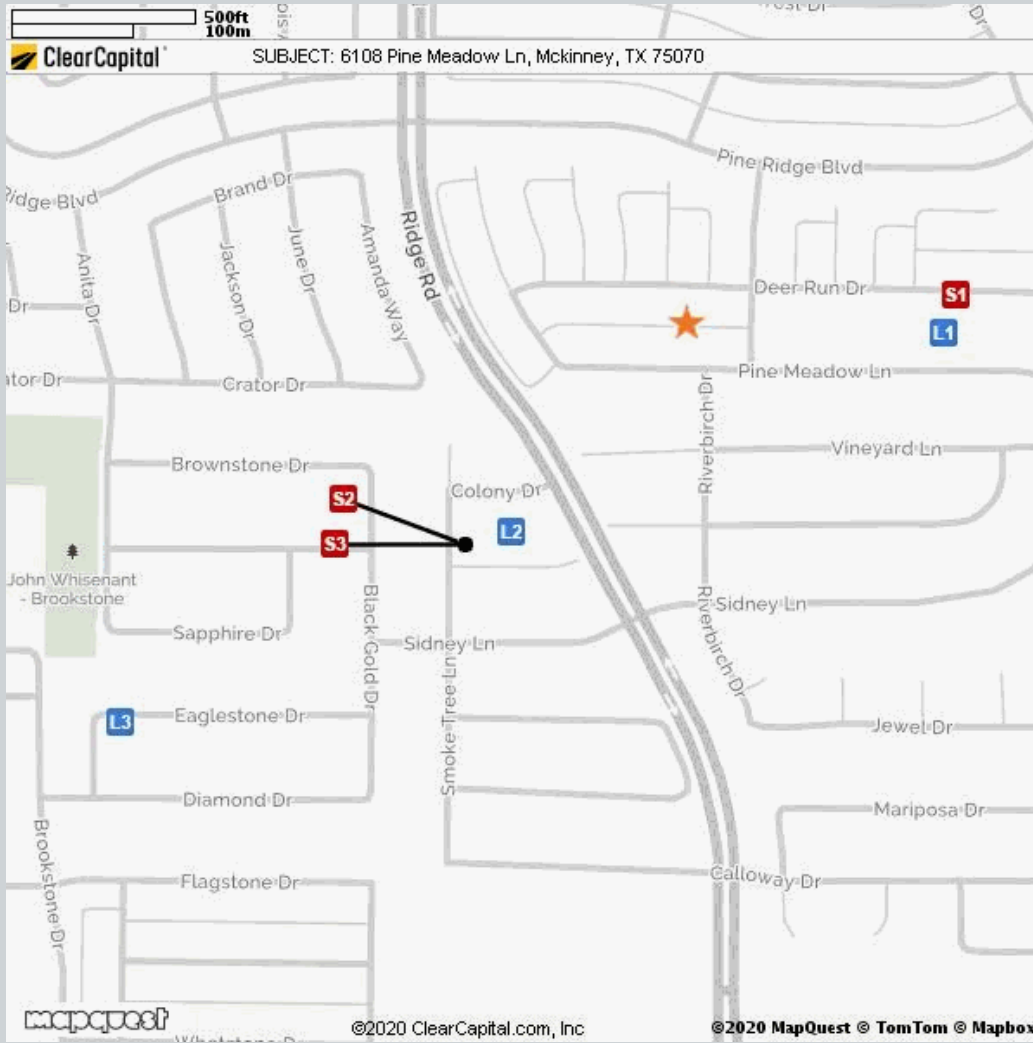 500ft
100m
West Dr
Dr
ClearCapital
SUBJECT: 6108 Pine Meadow Ln, Mckinney, TX 75070
Pine Ridge Blvd
Ridge Blvd
Brand Dr
Ridge Rd
Anita Dr
Jackson Dr
June Dr
Amanda Way
Dr
Deer Run Dr
S1
L1
Crator Dr
Pine Meadow Ln
Riverbirch Dr
Vineyard Ln
Brownstone Dr
S2
Colony Dr
L2
S3
John Whisenant
- Brookstone
Black Gold Dr
Riverbirch Dr
Sidney Ln
Sapphire Dr
Sidney Ln
Smoke Tree Ln
L3
Eaglestone Dr
Jewel Dr
Diamond Dr
Mariposa Dr
Brookstone Dr
Flagstone Dr
Calloway Dr
mapquest
©2020 ClearCapital.com, Inc
©2020 MapQuest © TomTom © Mapbox